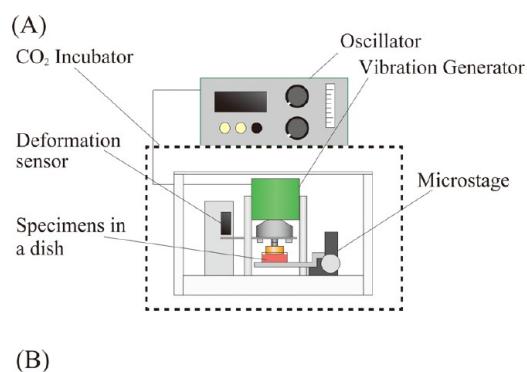 (A)
CO₂ Incubator
Oscillator
Vibration Generator
Deformation
sensor
Microstage
Specimens in
a dish
(B)